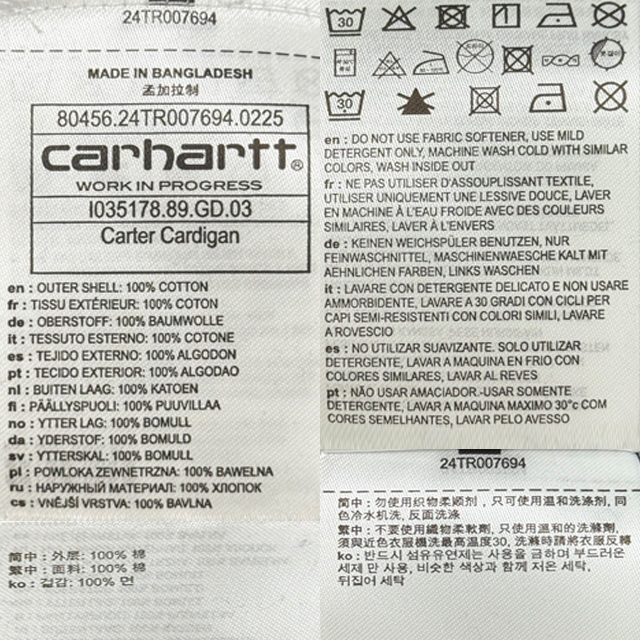 24TR007694
MADE IN BANGLADESH
孟加拉制
80456.24TR007694.0225
carhartt®
WORK IN PROGRESS
I035178.89.GD.03
Carter Cardigan
en : OUTER SHELL: 100% COTTON
fr : TISSU EXTÉRIEUR: 100% COTON
de : OBERSTOFF: 100% BAUMWOLLE
it : TESSUTO ESTERNO: 100% COTONE
es : TEJIDO EXTERNO: 100% ALGODON
pt : TECIDO EXTERIOR: 100% ALGODAO
nl : BUITEN LAAG: 100% KATOEN
fi : PÄÄLLYSPUOLI: 100% PUUVILLAA
no : YTTER LAG: 100% BOMULL
da : YDERSTOF: 100% BOMULD
sv : YTTERSKAL: 100% BOMULL
pl : POWLOKA ZEWNETRZNA: 100% BAWELNA
ru : НАРУЖНЫЙ МАТЕРИАЛ: 100% ХЛОПОК
cs : VNĚJŠÍ VRSTVA: 100% BAVLNA
简中 : 外层: 100% 棉
繁中 : 面料: 100% 棉
ko : 겉감: 100% 면
30
30
en : DO NOT USE FABRIC SOFTENER, USE MILD
DETERGENT ONLY, MACHINE WASH COLD WITH SIMILAR
COLORS, WASH INSIDE OUT
fr : NE PAS UTILISER D'ASSOUPLISSANT TEXTILE,
UTILISER UNIQUEMENT UNE LESSIVE DOUCE, LAVER
EN MACHINE À L'EAU FROIDE AVEC DES COULEURS
SIMILAIRES, LAVER À L'ENVERS
de : KEINEN WEICHSPÜLER BENUTZEN, NUR
FEINWASCHMITTEL, MASCHINENWAESCHE KALT MIT
AEHNLICHEN FARBEN, LINKS WASCHEN
it : LAVARE CON DETERGENTE DELICATO E NON USARE
AMMORBIDENTE, LAVARE A 30 GRADI CON CICLI PER
CAPI SEMI-RESISTENTI CON COLORI SIMILI, LAVARE
A ROVESCIO
es : NO UTILIZAR SUAVIZANTE. SOLO UTILIZAR
DETERGENTE, LAVAR A MAQUINA EN FRIO CON
COLORES SIMILARES, LAVAR AL REVES
pt : NÃO USAR AMACIADOR.-USAR SOMENTE
DETERGENTE, LAVAR A MAQUINA MAXIMO 30°c COM
CORES SEMELHANTES, LAVAR PELO AVESSO
24TR007694
简中 : 勿使用织物柔顺剂，只可使用温和洗涤剂, 同
色冷水机洗, 反面洗涤
繁中 : 不要使用織物柔軟劑, 只使用溫和的洗滌劑,
須與近色衣服機洗最高溫度30, 洗滌時請將衣服反轉
ko : 반드시 섬유유연제는 사용을 금하며 부드러운
세제 만 사용, 비슷한 색상과 함께 저온 세탁,
뒤집어 세탁